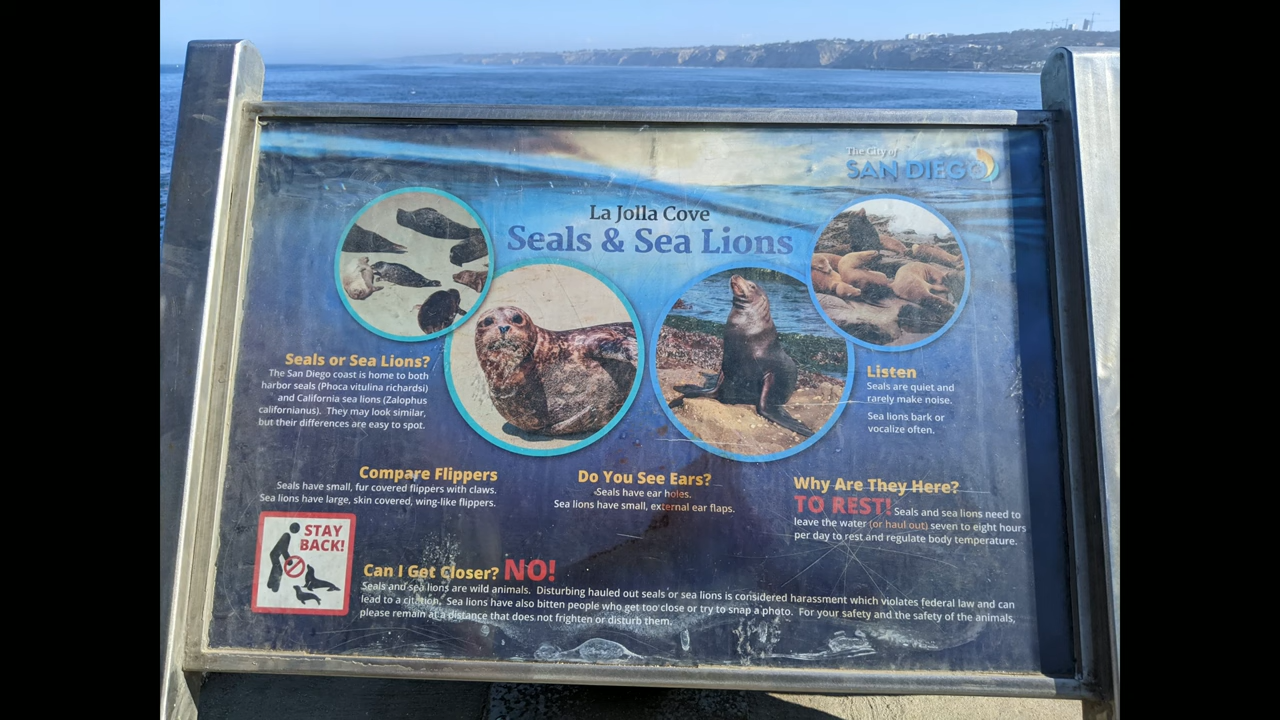 The City of
SAN DIEGO
La Jolla Cove
Seals & Sea Lions
Seals or Sea Lions?
The San Diego coast is home to both
harbor seals (Phoca vitulina richardsi)
and California sea lions (Zalophus
californianus). They may look similar,
but their differences are easy to spot.
Listen
Seals are quiet and
rarely make noise.
Sea lions bark or
vocalize often.
Compare Flippers
Seals have small, fur covered flippers with claws.
Sea lions have large, skin covered, wing-like flippers.
Do You See Ears?
Seals have ear holes.
Sea lions have small, external ear flaps.
Why Are They Here?
TO REST! Seals and sea lions need to
leave the water (or haul out) seven to eight hours
per day to rest and regulate body temperature.
STAY
BACK!
Can I Get Closer? NO!
Seals and sea lions are wild animals. Disturbing hauled out seals or sea lions is considered harassment which violates federal law and can
lead to a citation. Sea lions have also bitten people who get too close or try to snap a photo. For your safety and the safety of the animals,
please remain at a distance that does not frighten or disturb them.